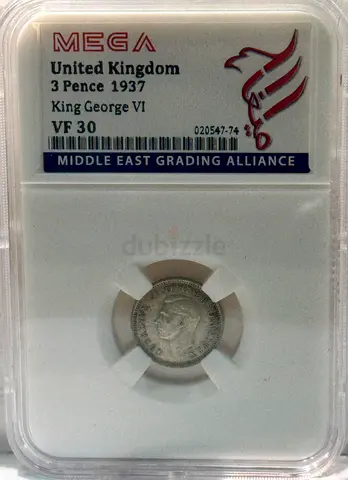 MEGA
United Kingdom
3 Pence 1937
King George VI
VF 30
020547-74
MIDDLE EAST GRADING ALLIANCE
dubizzle